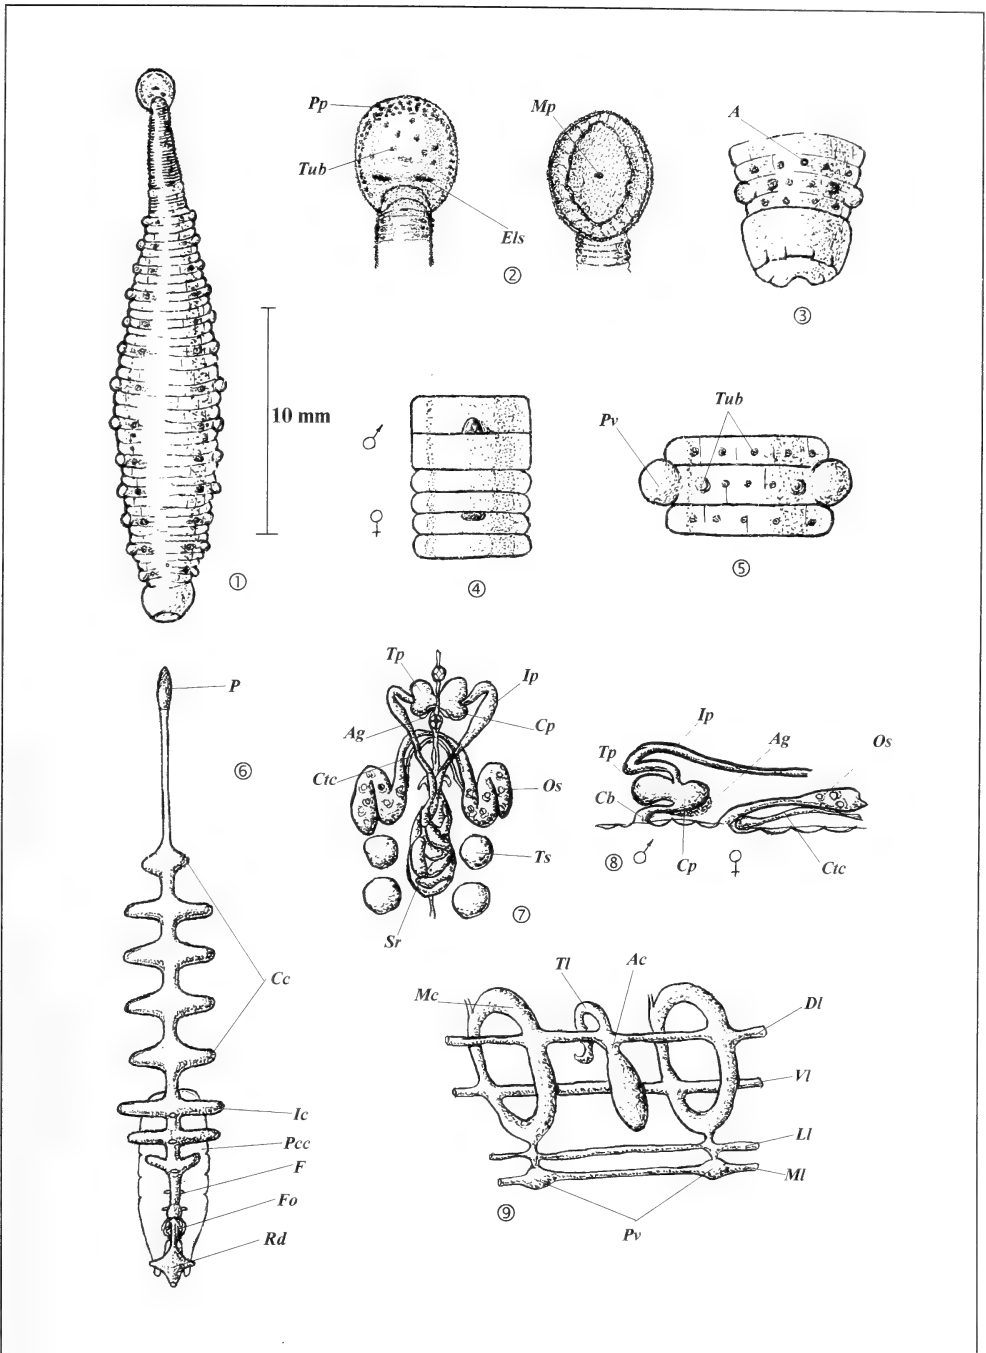 Pp
Tub
Els
Mp
②
A
③
10 mm
①
♂
♀
④
Pv
Tub
⑤
P
⑥
Cc
Ic
Pcc
F
Fo
Rd
Tp
Ip
Ag
Cp
Ctc
Os
Ts
Sr
⑦
Ip
Ag
Os
Tp
Cb
⑧ ♂ Cp ♀ Ctc
Mc
Tl
Ac
Dl
Vl
Ll
Ml
Pv
⑨